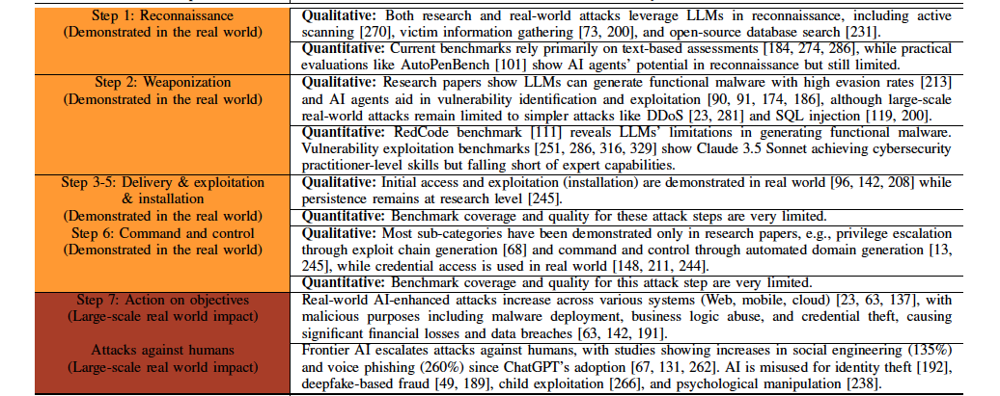 Step 1: Reconnaissance
(Demonstrated in the real world)
Qualitative: Both research and real-world attacks leverage LLMs in reconnaissance, including active
scanning [270], victim information gathering [73, 200], and open-source database search [231].
Quantitative: Current benchmarks rely primarily on text-based assessments [184, 274, 286], while practical
evaluations like AutoPenBench [101] show AI agents' potential in reconnaissance but still limited.
Step 2: Weaponization
(Demonstrated in the real world)
Qualitative: Research papers show LLMs can generate functional malware with high evasion rates [213]
and AI agents aid in vulnerability identification and exploitation [90, 91, 174, 186], although large-scale
real-world attacks remain limited to simpler attacks like DDoS [23, 281] and SQL injection [119, 200].
Quantitative: RedCode benchmark [111] reveals LLMs' limitations in generating functional malware.
Vulnerability exploitation benchmarks [251, 286, 316, 329] show Claude 3.5 Sonnet achieving cybersecurity
practitioner-level skills but falling short of expert capabilities.
Step 3-5: Delivery & exploitation
& installation
(Demonstrated in the real world)
Qualitative: Initial access and exploitation (installation) are demonstrated in real world [96, 142, 208] while
persistence remains at research level [245].
Quantitative: Benchmark coverage and quality for these attack steps are very limited.
Step 6: Command and control
(Demonstrated in the real world)
Qualitative: Most sub-categories have been demonstrated only in research papers, e.g., privilege escalation
through exploit chain generation [68] and command and control through automated domain generation [13,
245], while credential access is used in real world [148, 211, 244].
Quantitative: Benchmark coverage and quality for this attack step are very limited.
Step 7: Action on objectives
(Large-scale real world impact)
Real-world AI-enhanced attacks increase across various systems (Web, mobile, cloud) [23, 63, 137], with
malicious purposes including malware deployment, business logic abuse, and credential theft, causing
significant financial losses and data breaches [63, 142, 191].
Attacks against humans
(Large-scale real world impact)
Frontier AI escalates attacks against humans, with studies showing increases in social engineering (135%)
and voice phishing (260%) since ChatGPT's adoption [67, 131, 262]. AI is misused for identity theft [192],
deepfake-based fraud [49, 189], child exploitation [266], and psychological manipulation [238].